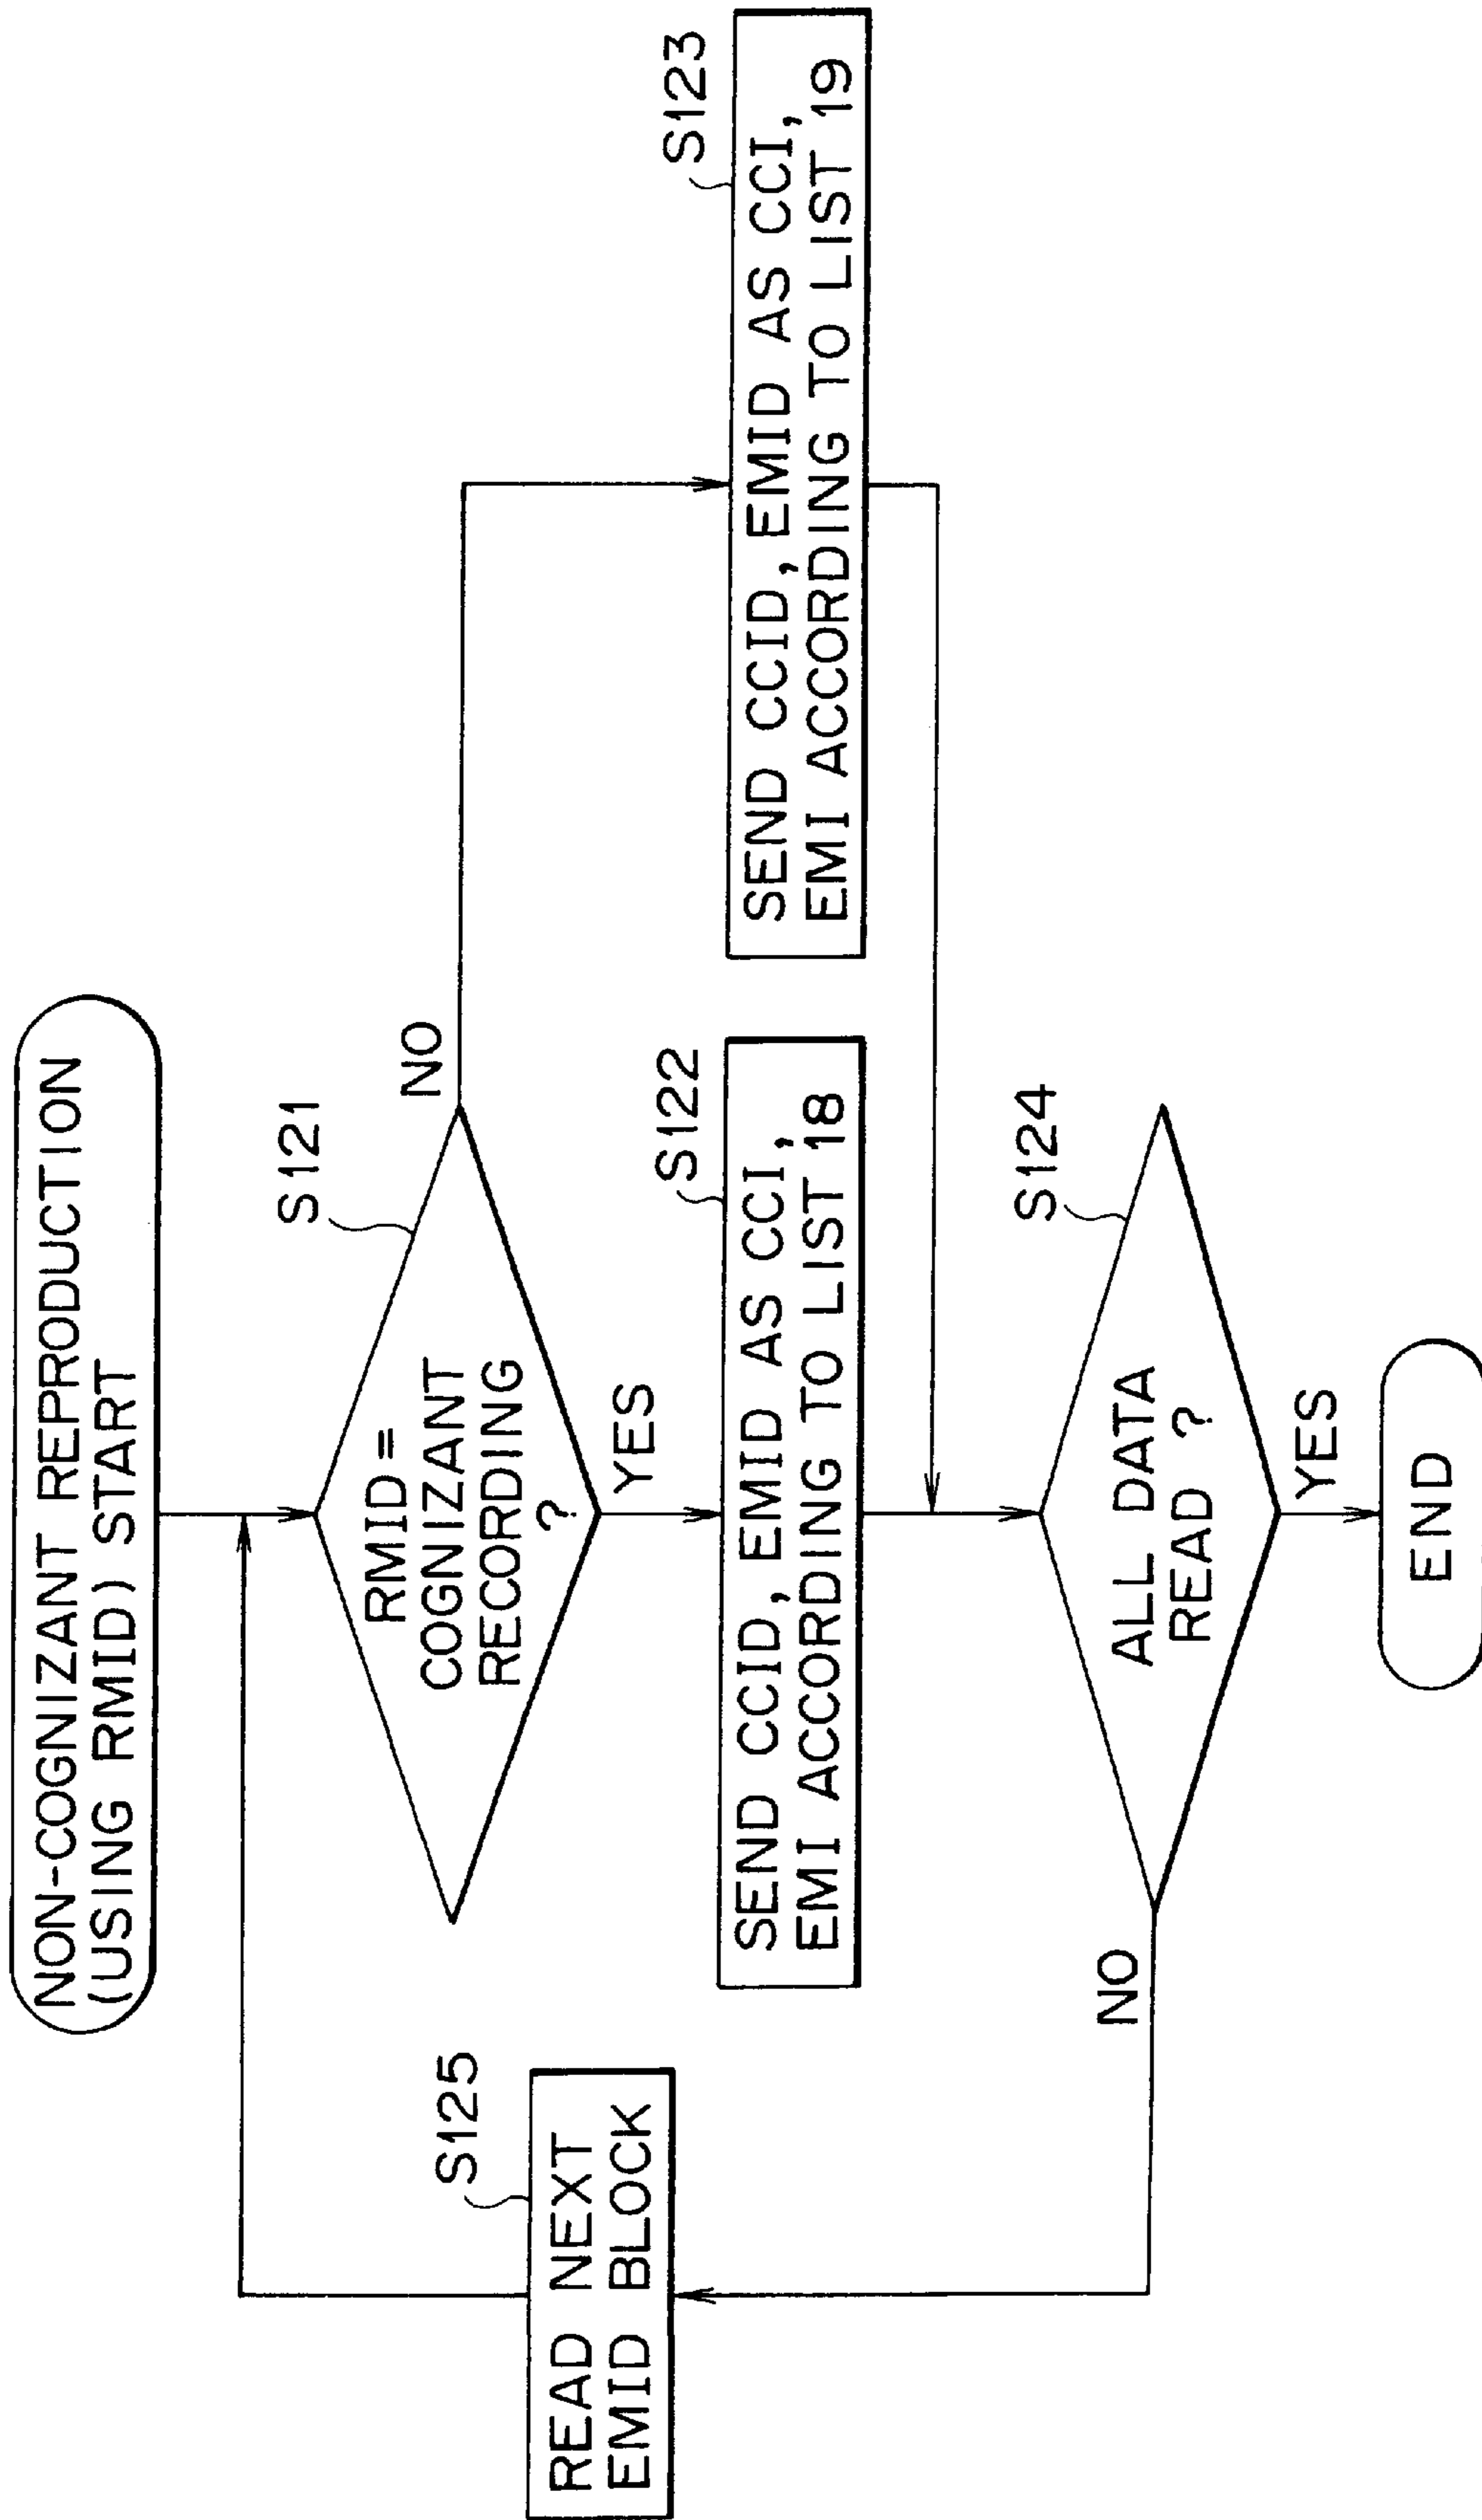 NON-COGNIZANT REPRODUCTION
(USING RMID) START
S121
RMID=
COGNIZANT
RECORDING
?
NO
YES
S122
SEND CCID, EMID AS CCI,
EMI ACCORDING TO LIST 18
S123
SEND CCID, EMID AS CCI,
EMI ACCORDING TO LIST 19
S124
ALL DATA
READ ?
NO
YES
S125
READ NEXT
EMID BLOCK
END